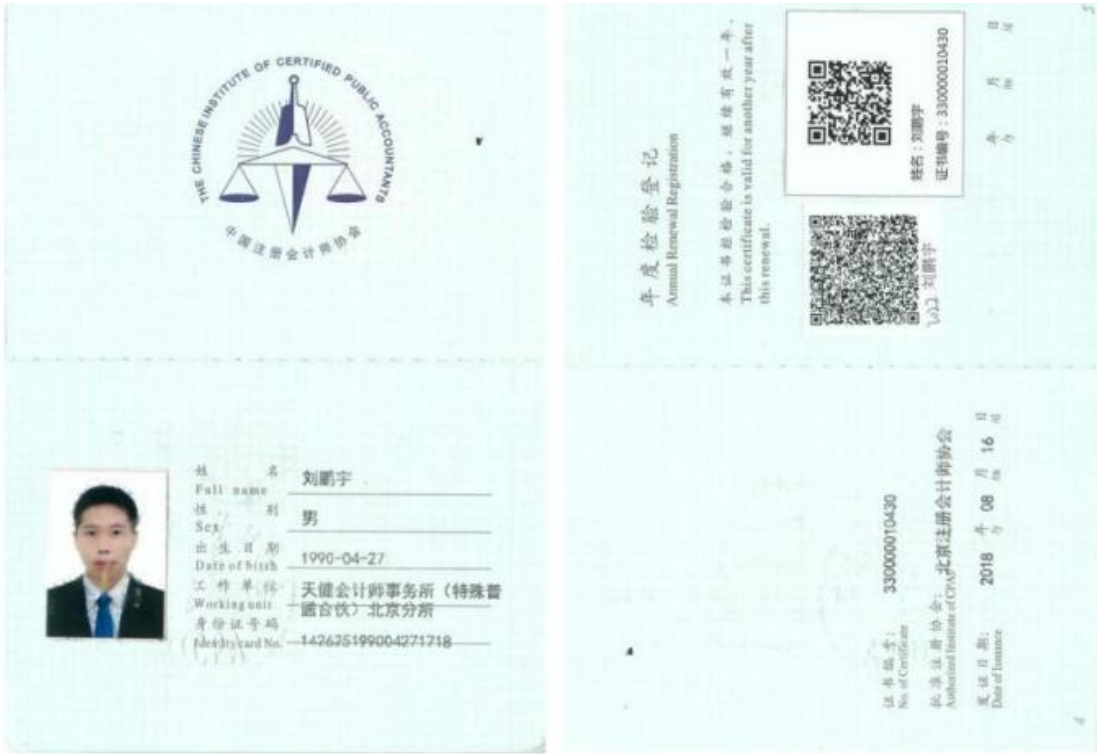 THE CHINESE INSTITUTE OF CERTIFIED PUBLIC ACCOUNTANTS
中国注册会计师协会
姓 名 刘鹏宇
Full name
性 别 男
Sex
出生日期 1990-04-27
Date of birth
工作单位 天健会计师事务所（特殊普
Working unit 通合伙）北京分所
身份证号码 142625199004271718
Identity card No.
年度检验登记
Annual Renewal Registration
本证书经检验合格，继续有效一年。
This certificate is valid for another year after
this renewal.
姓名：刘鹏宇
证书编号：330000010430
2022 刘鹏宇
年 月 日
/y /m /d
5
证书编号： 330000010430
No. of Certificate
批准注册协会： 北京注册会计师协会
Authorized Institute of CPAs
发证日期： 2018 年 08 月 16 日
Date of Issuance /y /m /d
4